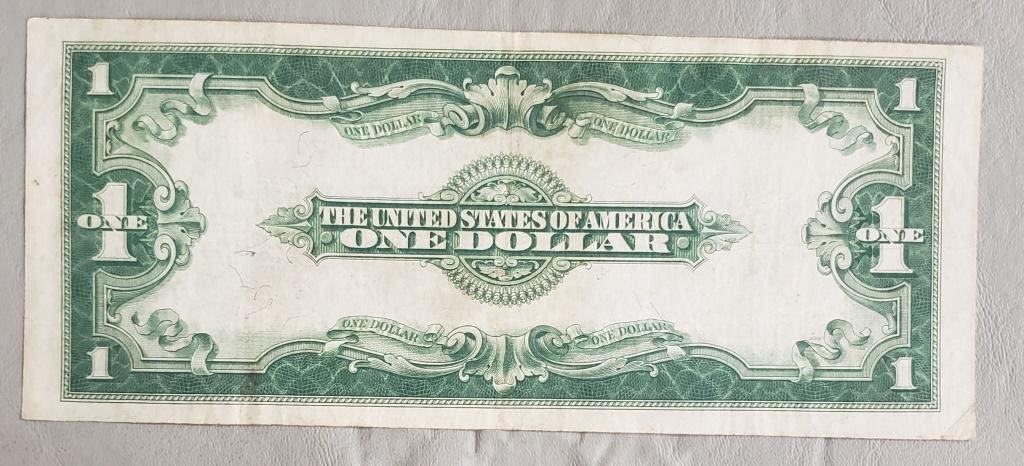 1 1
ONE DOLLAR ONE DOLLAR
1 ONE THE UNITED STATES OF AMERICA 1 ONE
ONE DOLLAR
ONE DOLLAR ONE DOLLAR
1 1